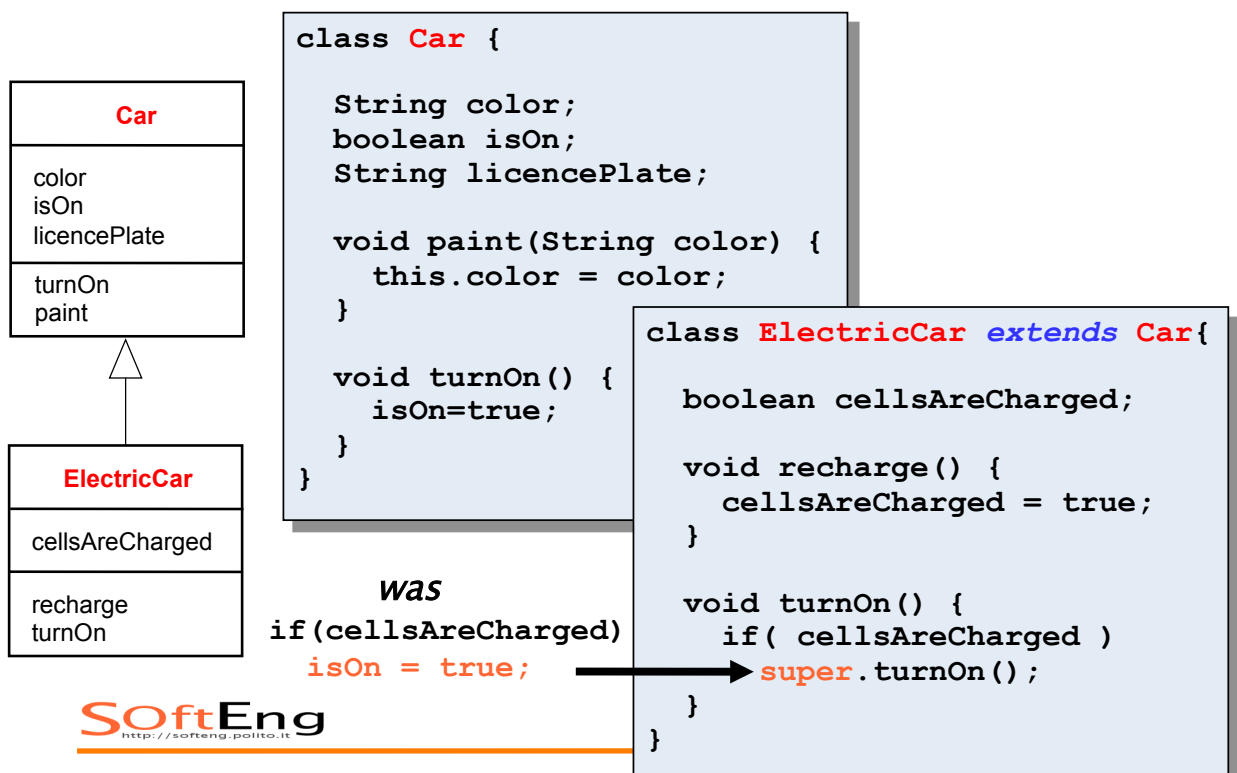 Car
color
isOn
licencePlate
turnOn
paint
ElectricCar
cellsAreCharged
recharge
turnOn
class Car {
String color;
boolean isOn;
String licencePlate;
void paint(String color) {
this.color = color;
}
void turnOn() {
isOn=true;
}
}
was
if(cellsAreCharged)
isOn = true;
class ElectricCar extends Car{
boolean cellsAreCharged;
void recharge() {
cellsAreCharged = true;
}
void turnOn() {
if( cellsAreCharged )
super.turnOn();
}
}
SOftEng
http://softeng.polito.it